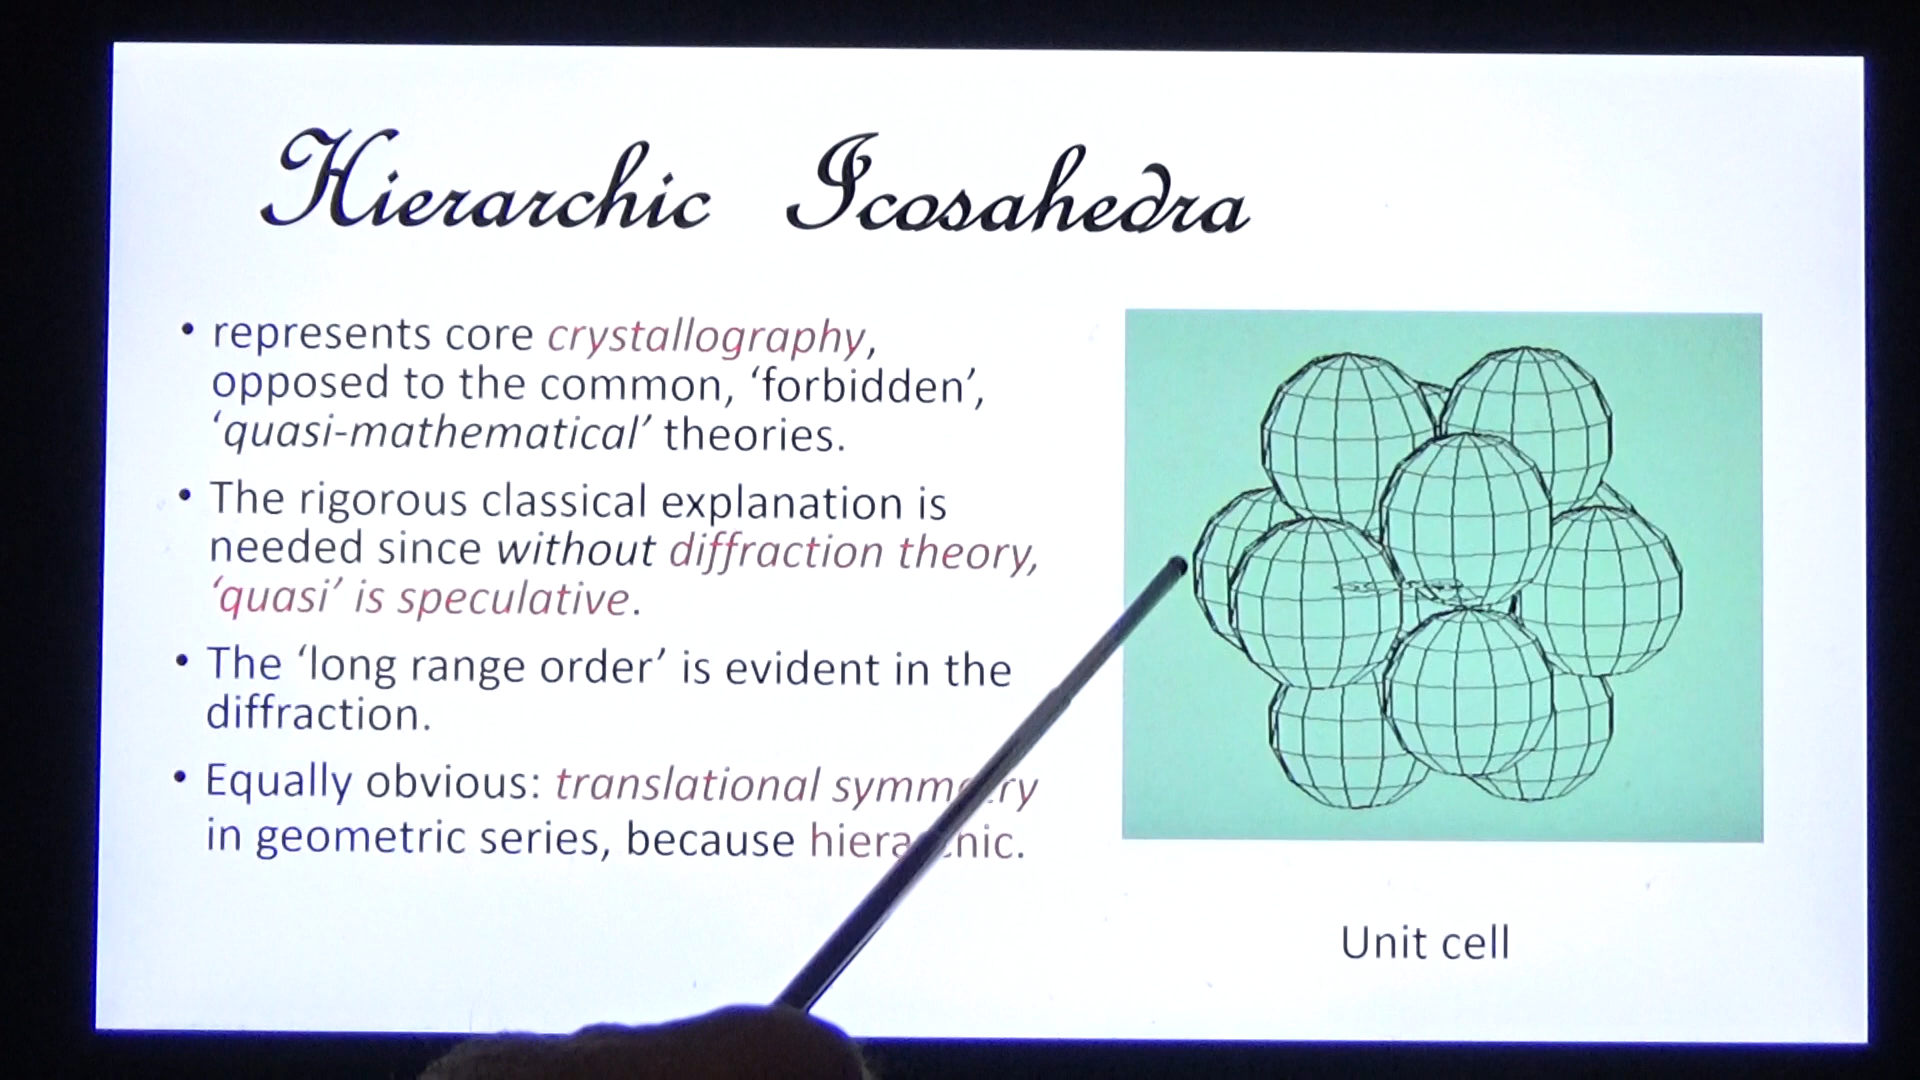 Hierarchic Icosahedra
• represents core crystallography,
opposed to the common, ‘forbidden’,
‘quasi-mathematical’ theories.
• The rigorous classical explanation is
needed since without diffraction theory,
‘quasi’ is speculative.
• The ‘long range order’ is evident in the
diffraction.
• Equally obvious: translational symmetry
in geometric series, because hierarchic.
Unit cell